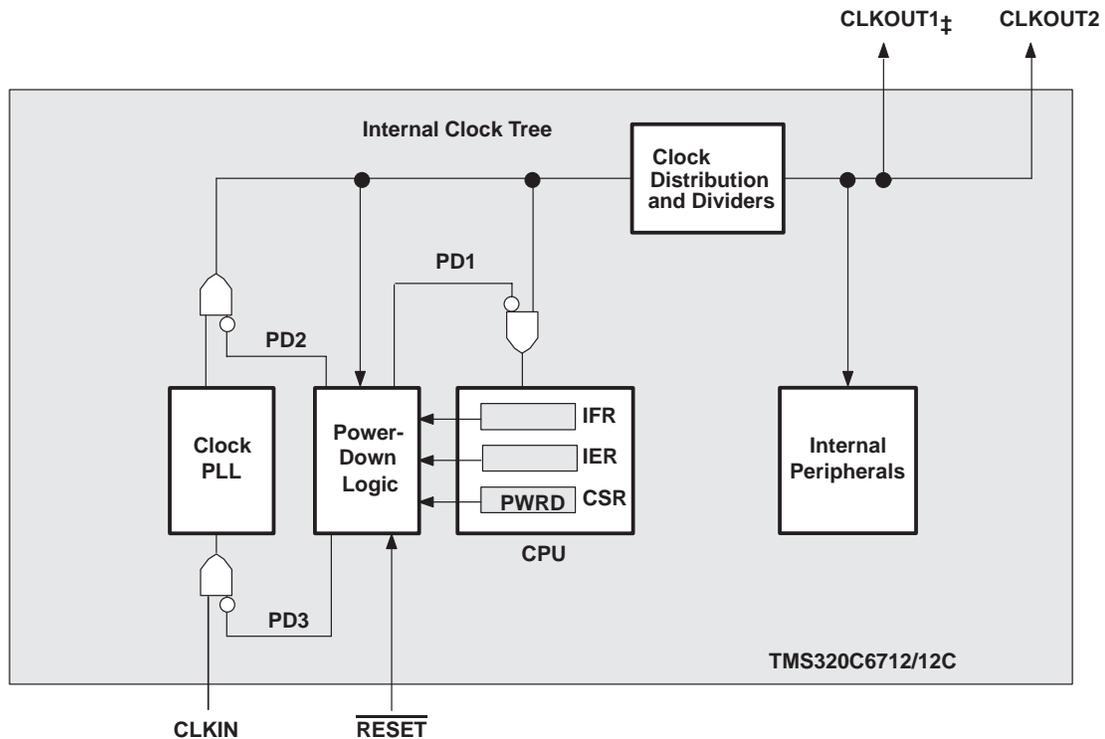 CLKOUT1‡ CLKOUT2
Internal Clock Tree
Clock
Distribution
and Dividers
PD1
PD2
Clock
PLL
Power-
Down
Logic
IFR
IER
PWRD CSR
CPU
Internal
Peripherals
PD3
TMS320C6712/12C
CLKIN RESET